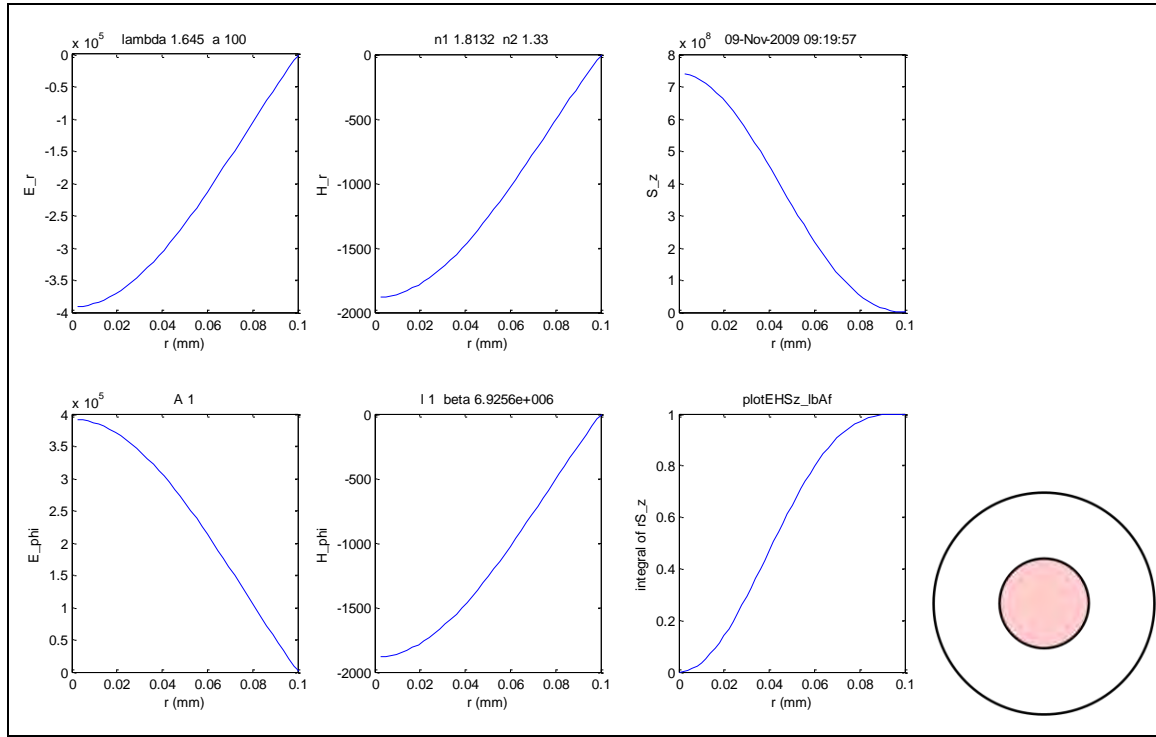 x 10^5
lambda 1.645 a 100
0
-0.5
-1
-1.5
-2
-2.5
-3
-3.5
-4
E_r
0 0.02 0.04 0.06 0.08 0.1
r (mm)
n1 1.8132 n2 1.33
0
-500
-1000
-1500
-2000
H_r
0 0.02 0.04 0.06 0.08 0.1
r (mm)
x 10^8
09-Nov-2009 09:19:57
8
7
6
5
4
3
2
1
0
S_z
0 0.02 0.04 0.06 0.08 0.1
r (mm)
x 10^5
A 1
4
3.5
3
2.5
2
1.5
1
0.5
0
E_phi
0 0.02 0.04 0.06 0.08 0.1
r (mm)
l 1 beta 6.9256e+006
0
-500
-1000
-1500
-2000
H_phi
0 0.02 0.04 0.06 0.08 0.1
r (mm)
plotEHSz_lbAf
1
0.8
0.6
0.4
0.2
0
integral of rS_z
0 0.02 0.04 0.06 0.08 0.1
r (mm)